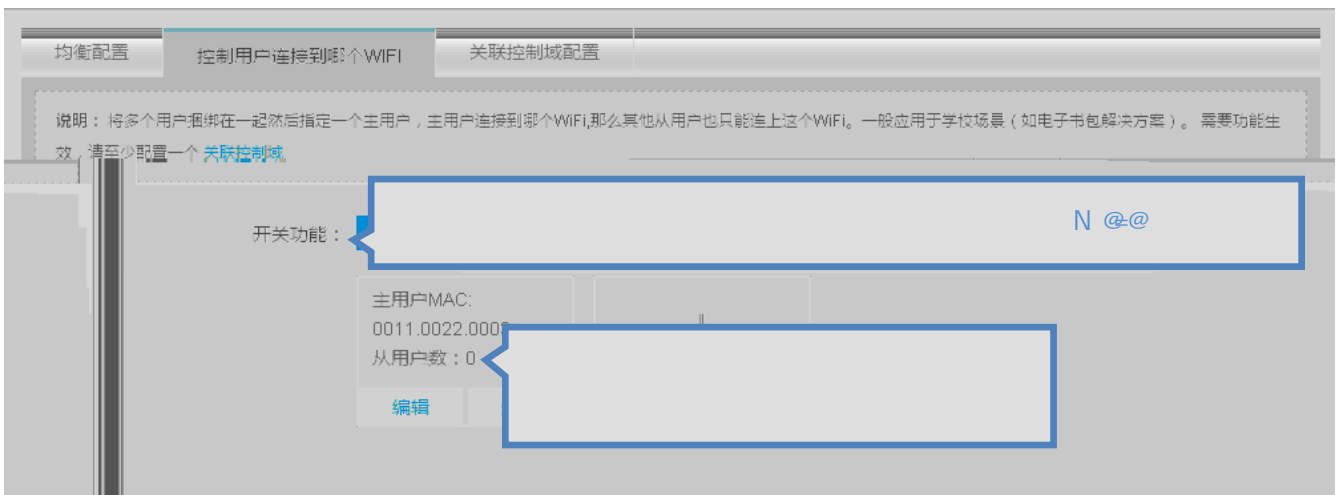 均衡配置
控制用户连接到哪个WIFI
关联控制域配置
说明：将多个用户捆绑在一起然后指定一个主用户，主用户连接到哪个WiFi,那么其他从用户也只能连上这个WiFi。一般应用于学校场景（如电子书包解决方案）。 需要功能生
效，请至少配置一个 关联控制域
N @=@
开关功能：
主用户MAC:
0011.0022.000
从用户数：0
编辑